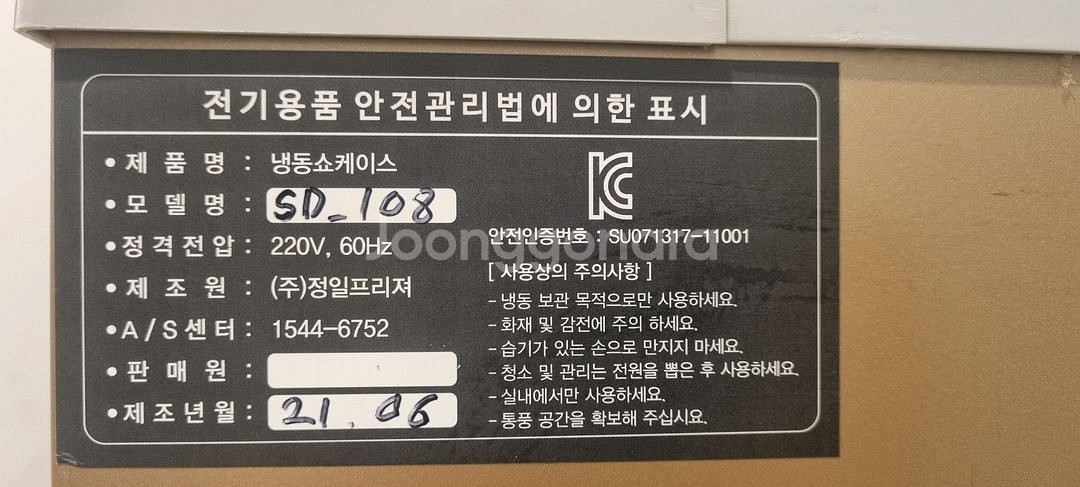 전기용품 안전관리법에 의한 표시
• 제 품 명 : 냉동쇼케이스
• 모 델 명 : SD_108
• 정격전압 : 220V, 60Hz
• 제 조 원 : (주)정일프리져
• A/S센터 : 1544-6752
• 판 매 원 :
• 제조년월 : 21. 06
KC
안전인증번호 : SU071317-11001
[ 사용상의 주의사항 ]
- 냉동 보관 목적으로만 사용하세요.
- 화재 및 감전에 주의 하세요.
- 습기가 있는 손으로 만지지 마세요.
- 청소 및 관리는 전원을 뽑은 후 사용하세요.
- 실내에서만 사용하세요.
- 통풍 공간을 확보해 주십시요.
Joonggonara